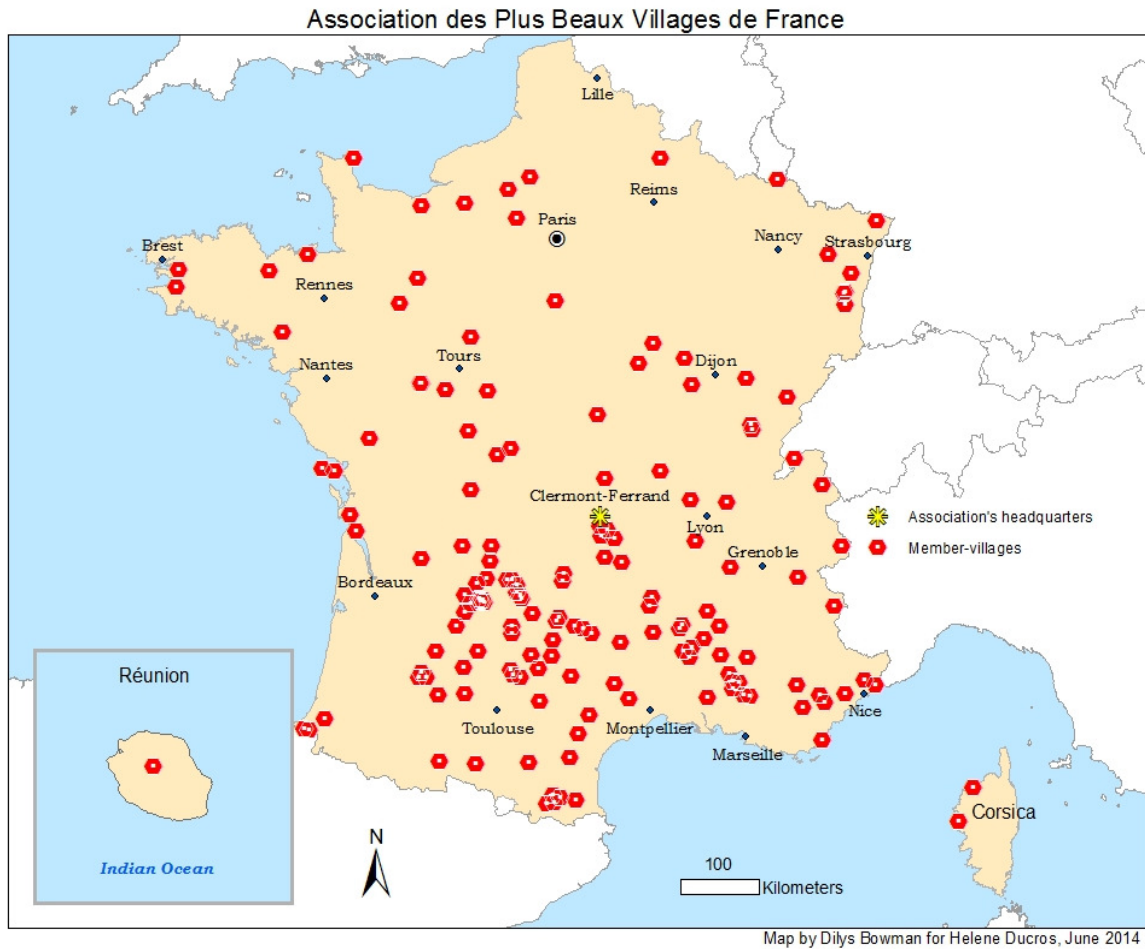 Association des Plus Beaux Villages de France
Lille
Reims
Paris
Nancy
Strasbourg
Brest
Rennes
Tours
Dijon
Nantes
Clermont-Ferrand
Lyon
Association's headquarters
Member-villages
Grenoble
Bordeaux
Réunion
Toulouse
Montpellier
Nice
Marseille
Corsica
N
Indian Ocean
100
Kilometers
Map by Dilys Bowman for Helene Ducros, June 2014